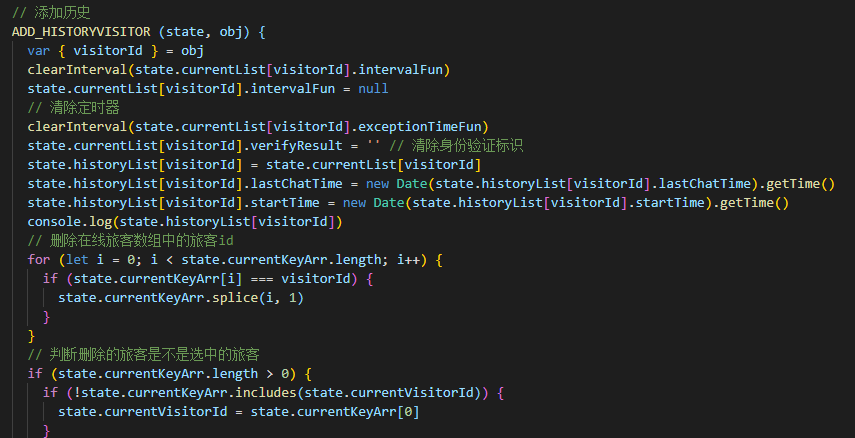 // 添加历史
ADD_HISTORYVISITOR (state, obj) {
var { visitorId } = obj
clearInterval(state.currentList[visitorId].intervalFun)
state.currentList[visitorId].intervalFun = null
// 清除定时器
clearInterval(state.currentList[visitorId].exceptionTimeFun)
state.currentList[visitorId].verifyResult = '' // 清除身份验证标识
state.historyList[visitorId] = state.currentList[visitorId]
state.historyList[visitorId].lastChatTime = new Date(state.historyList[visitorId].lastChatTime).getTime()
state.historyList[visitorId].startTime = new Date(state.historyList[visitorId].startTime).getTime()
console.log(state.historyList[visitorId])
// 删除在线旅客数组中的旅客id
for (let i = 0; i < state.currentKeyArr.length; i++) {
if (state.currentKeyArr[i] === visitorId) {
state.currentKeyArr.splice(i, 1)
}
}
// 判断删除的旅客是不是选中的旅客
if (state.currentKeyArr.length > 0) {
if (!state.currentKeyArr.includes(state.currentVisitorId)) {
state.currentVisitorId = state.currentKeyArr[0]
}